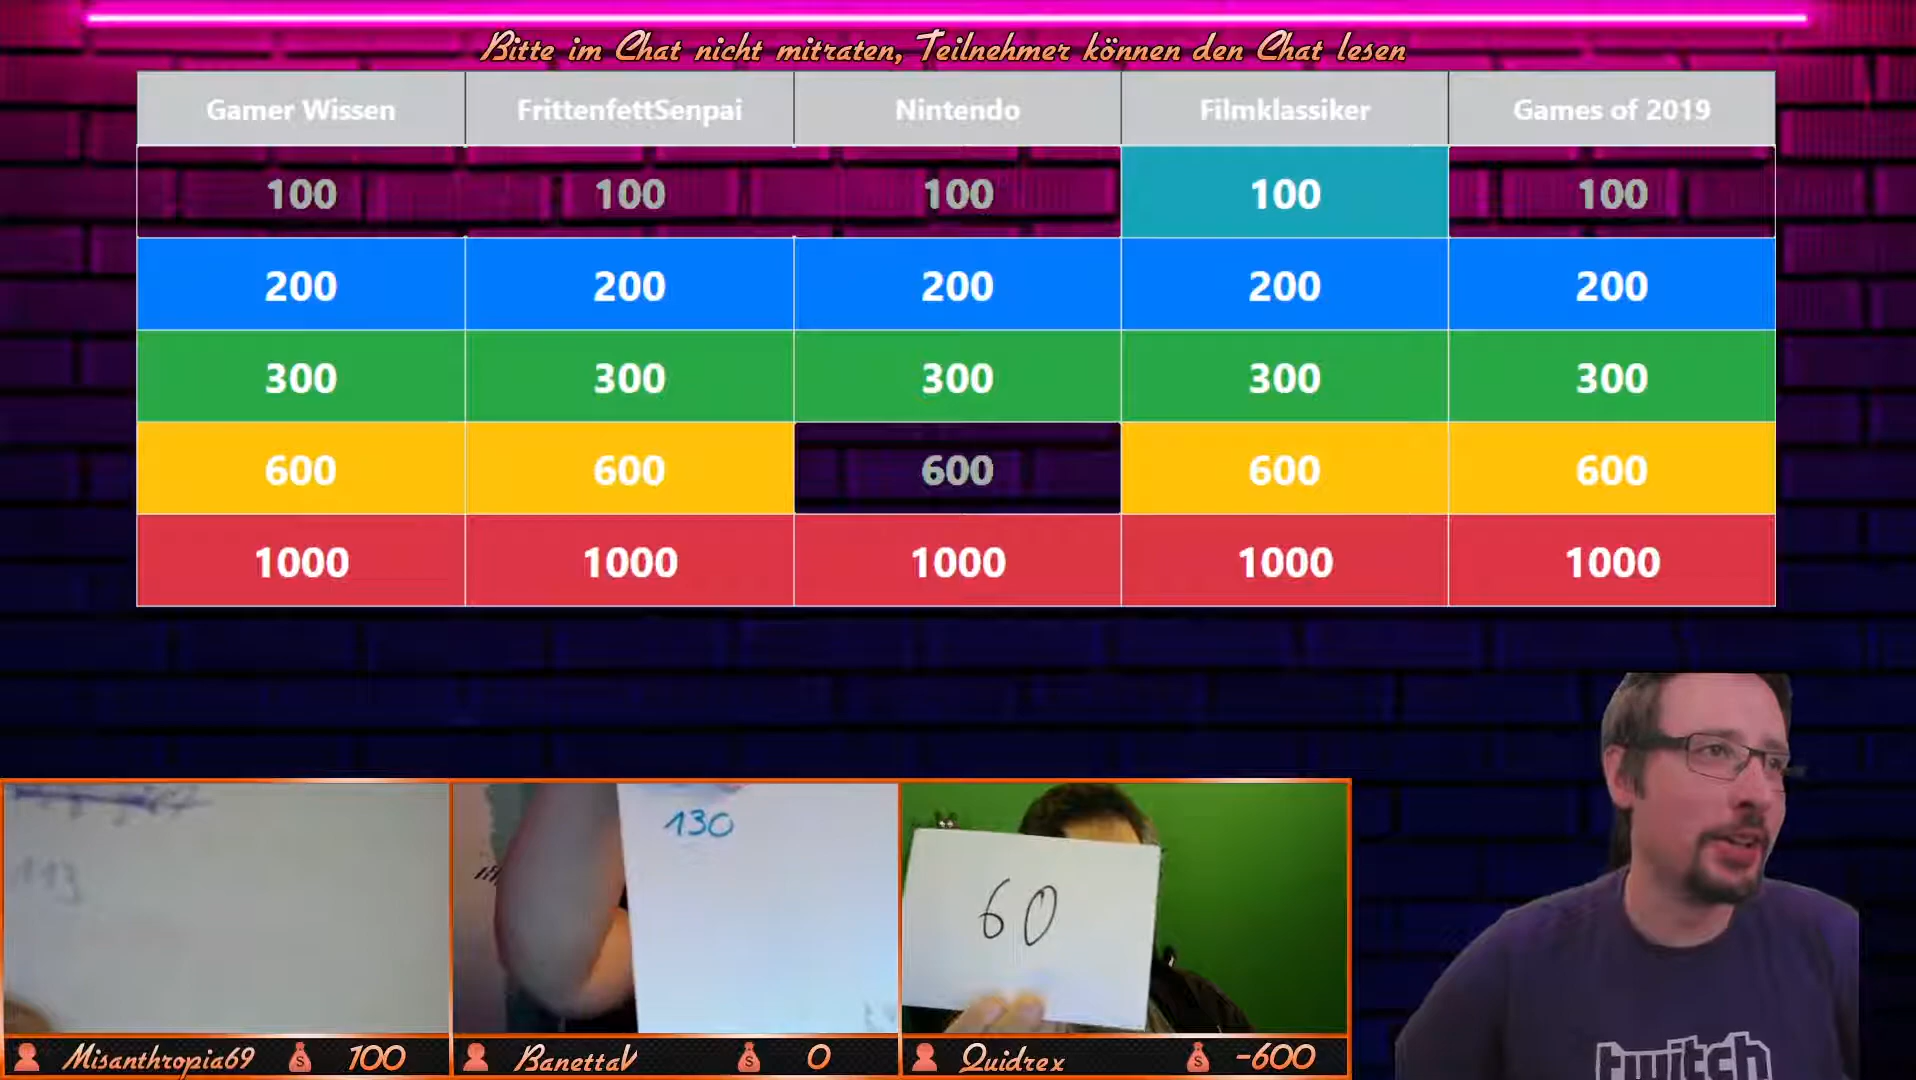 Bitte im Chat nicht mitraten, Teilnehmer können den Chat lesen
Gamer Wissen FrittenfettSenpai Nintendo Filmklassiker Games of 2019
100 100 100 100 100
200 200 200 200 200
300 300 300 300 300
600 600 600 600 600
1000 1000 1000 1000 1000
113
130
60
twitch
Misanthropia69 100 BanettaV 0 Quidrex -600